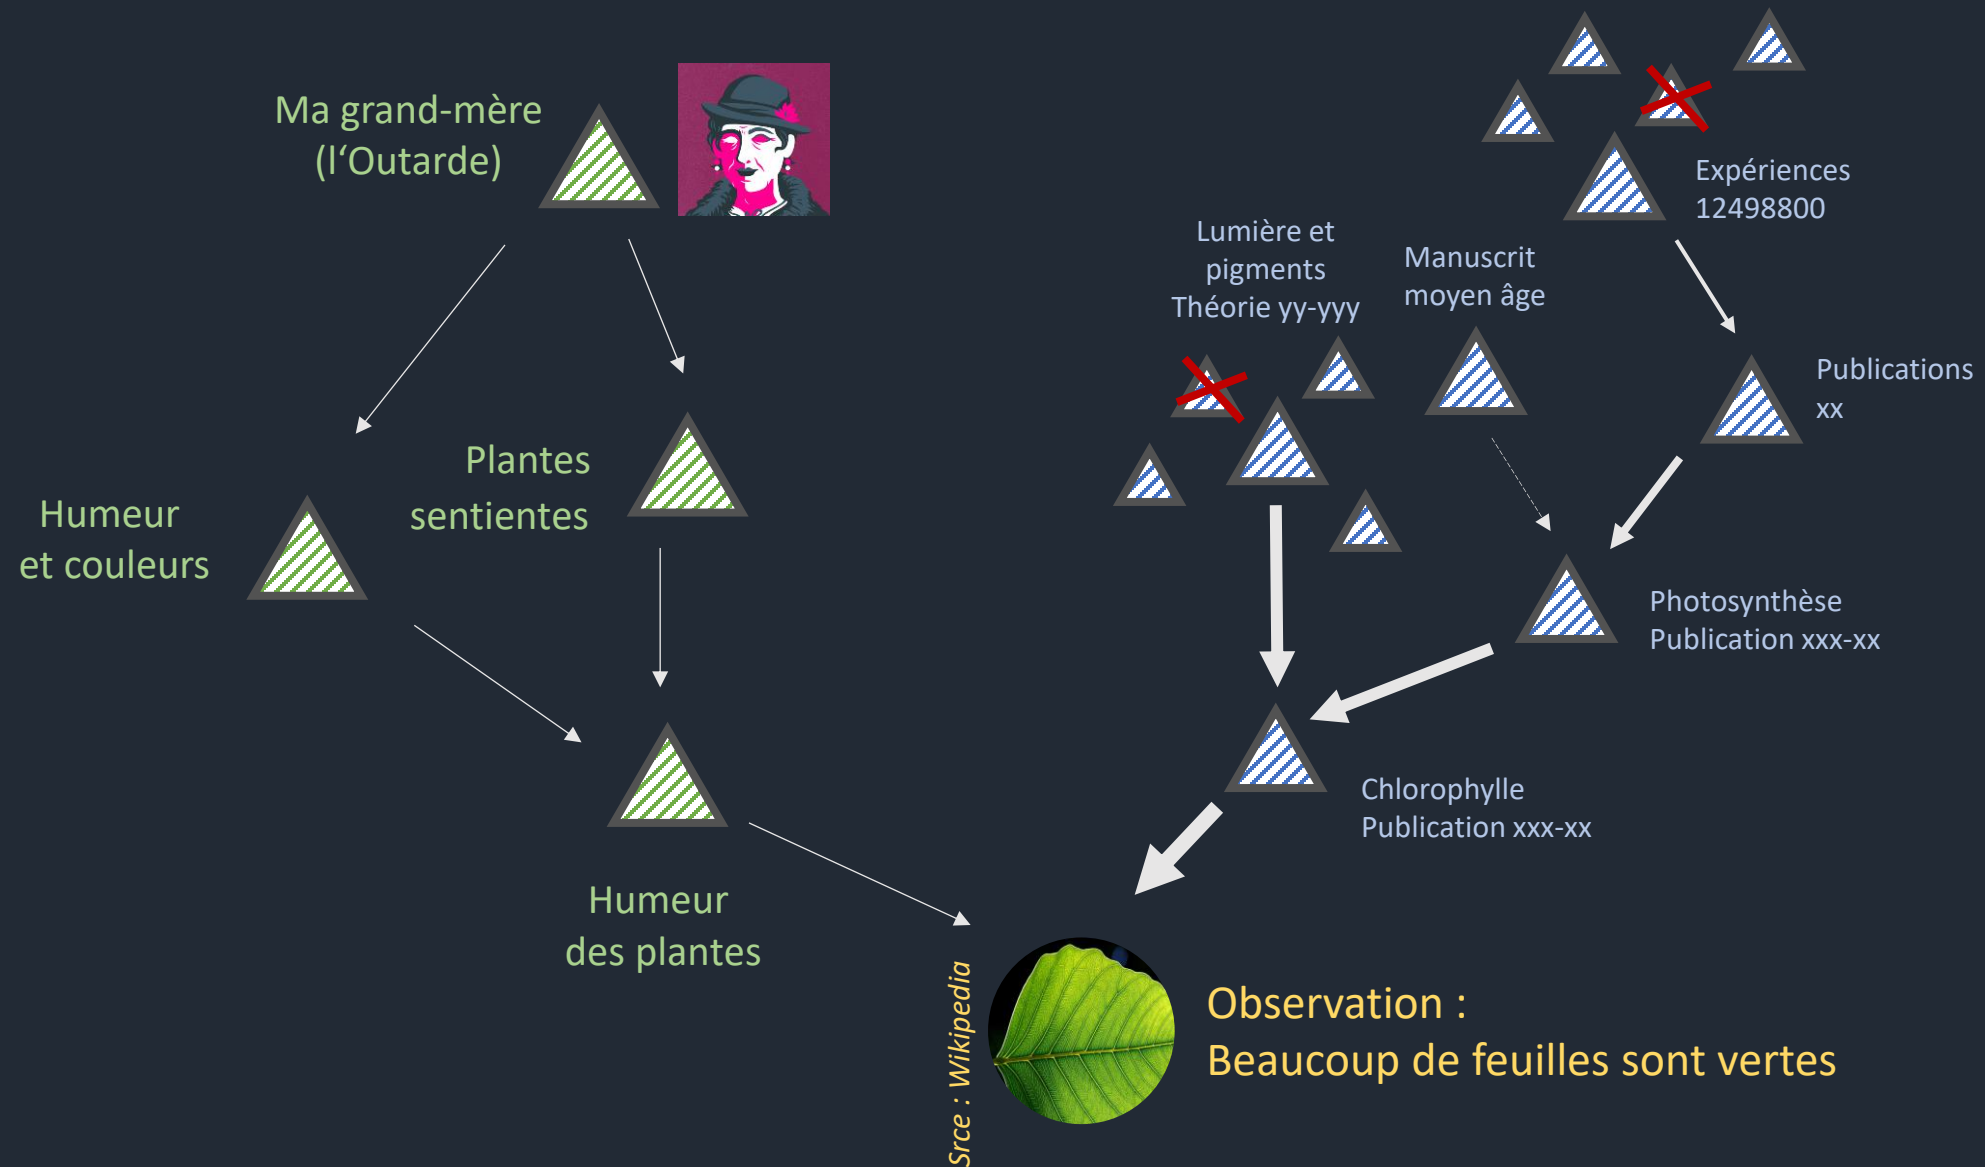 Ma grand-mère
(l‘Outarde)
Humeur
et couleurs
Plantes
sentientes
Humeur
des plantes
Expériences
12498800
Lumière et
pigments
Théorie yy-yyy
Manuscrit
moyen âge
Publications
xx
Photosynthèse
Publication xxx-xx
Chlorophylle
Publication xxx-xx
Srce : Wikipedia
Observation :
Beaucoup de feuilles sont vertes